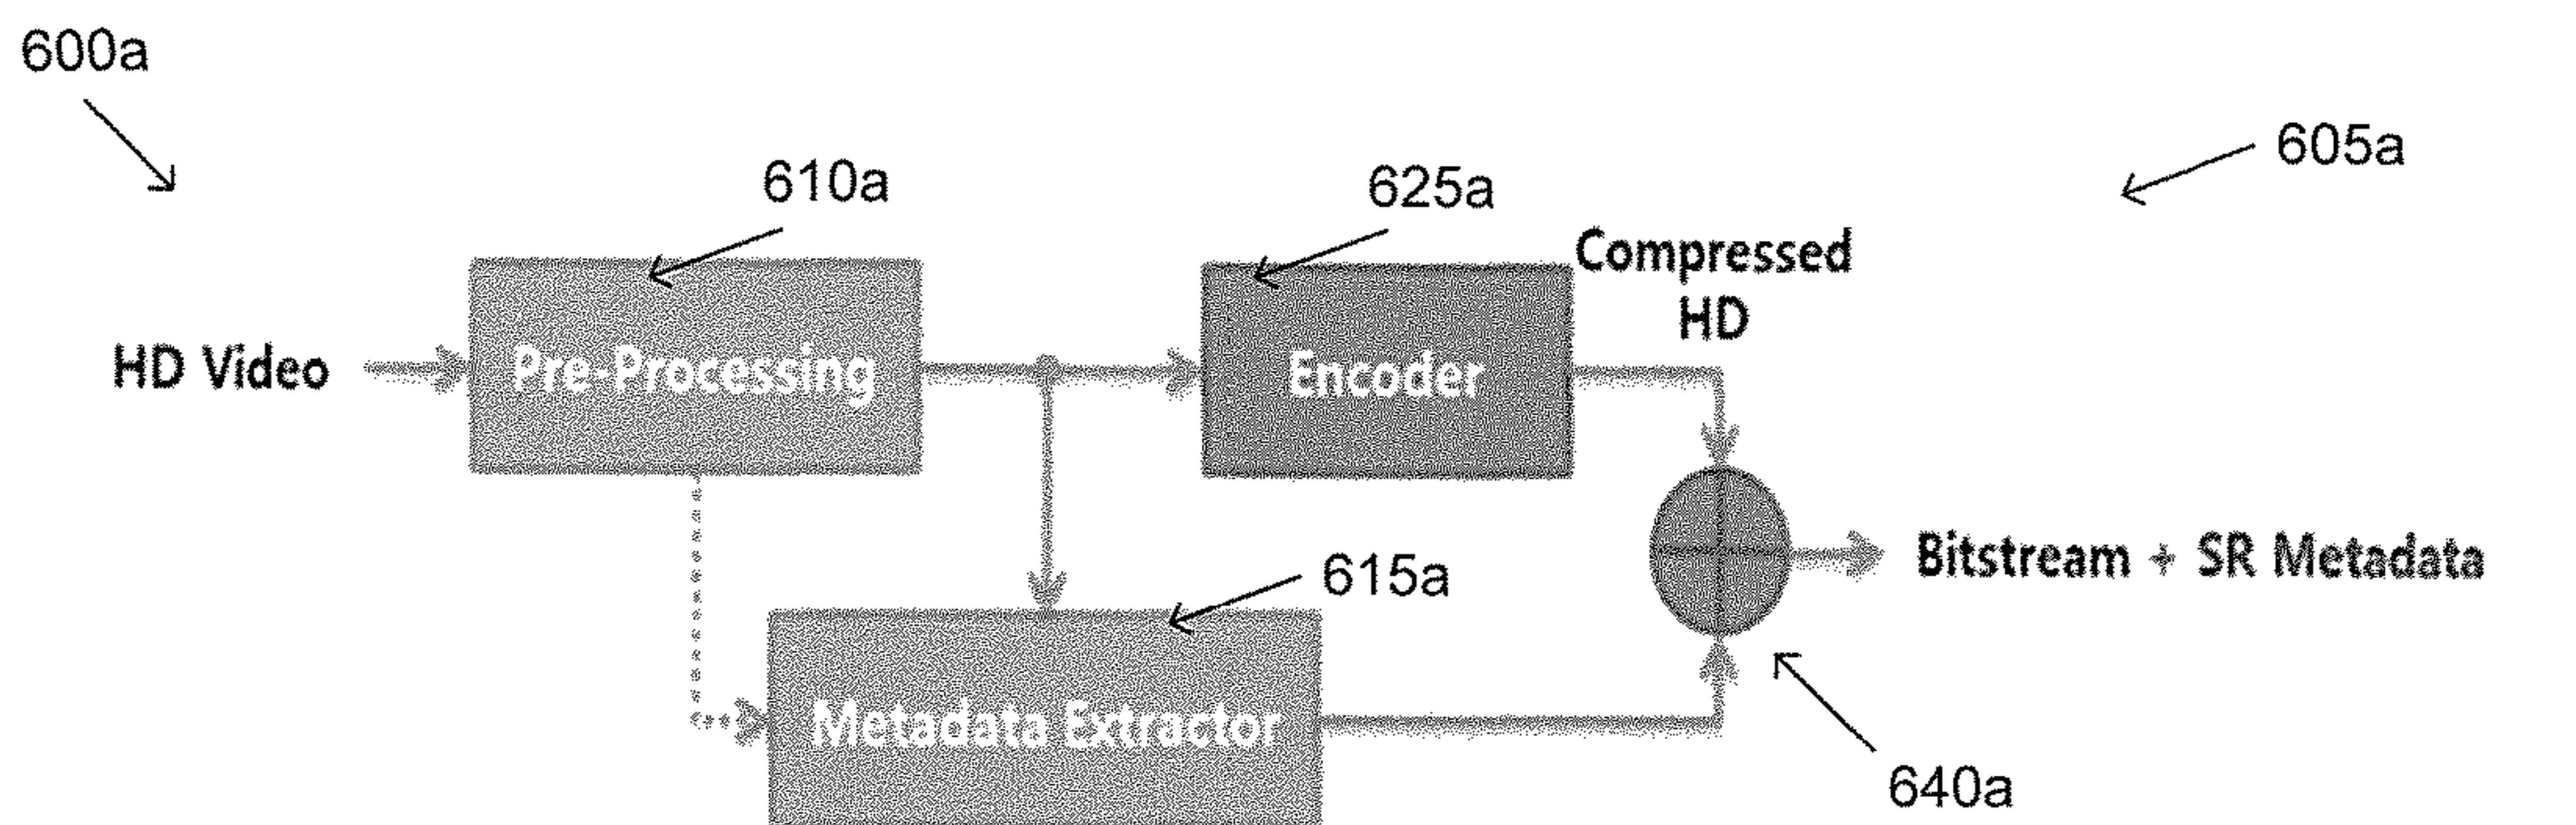 600a
605a
610a
625a
Compressed
HD
HD Video
Pre-Processing
Encoder
Bitstream + SR Metadata
615a
Metadata Extractor
640a